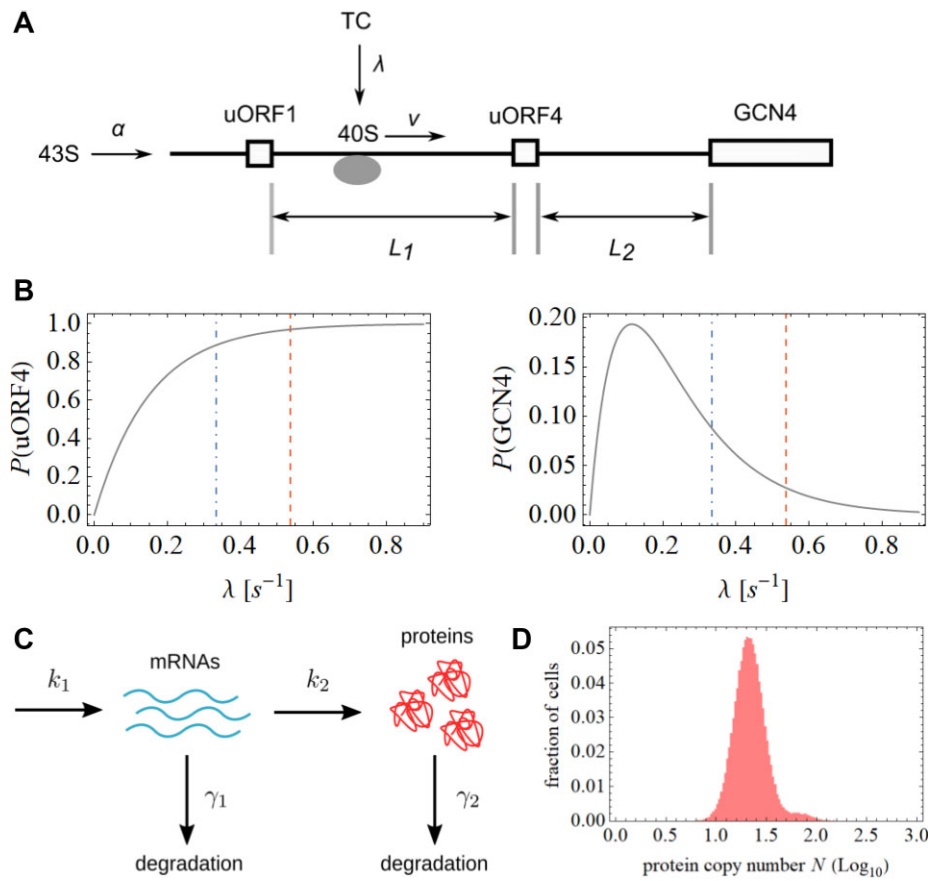 A
TC
λ
uORF1
40S
v
uORF4
GCN4
43S
α
L1
L2
B
P(uORF4)
1.0
0.8
0.6
0.4
0.2
0.0
0.0 0.2 0.4 0.6 0.8
λ [s⁻¹]
P(GCN4)
0.20
0.15
0.10
0.05
0.00
0.0 0.2 0.4 0.6 0.8
λ [s⁻¹]
C
k₁
mRNAs
k₂
proteins
γ₁
γ₂
degradation
degradation
D
fraction of cells
0.05
0.04
0.03
0.02
0.01
0.00
0.0 0.5 1.0 1.5 2.0 2.5 3.0
protein copy number N (Log₁₀)